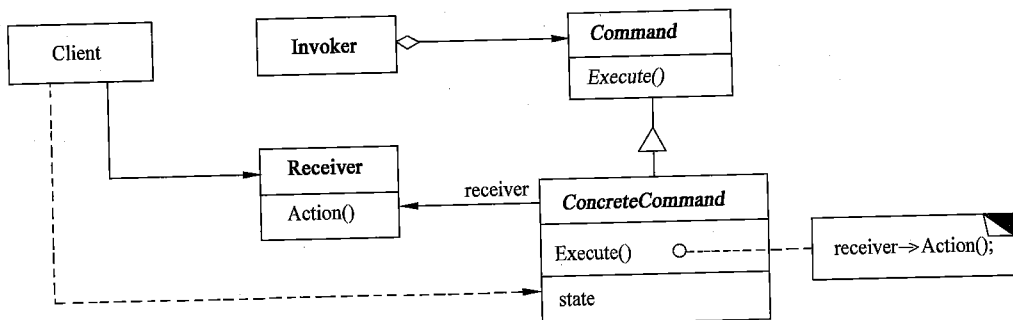 Client
Invoker
Command
Execute()
Receiver
Action()
receiver
ConcreteCommand
Execute()
state
receiver->Action();